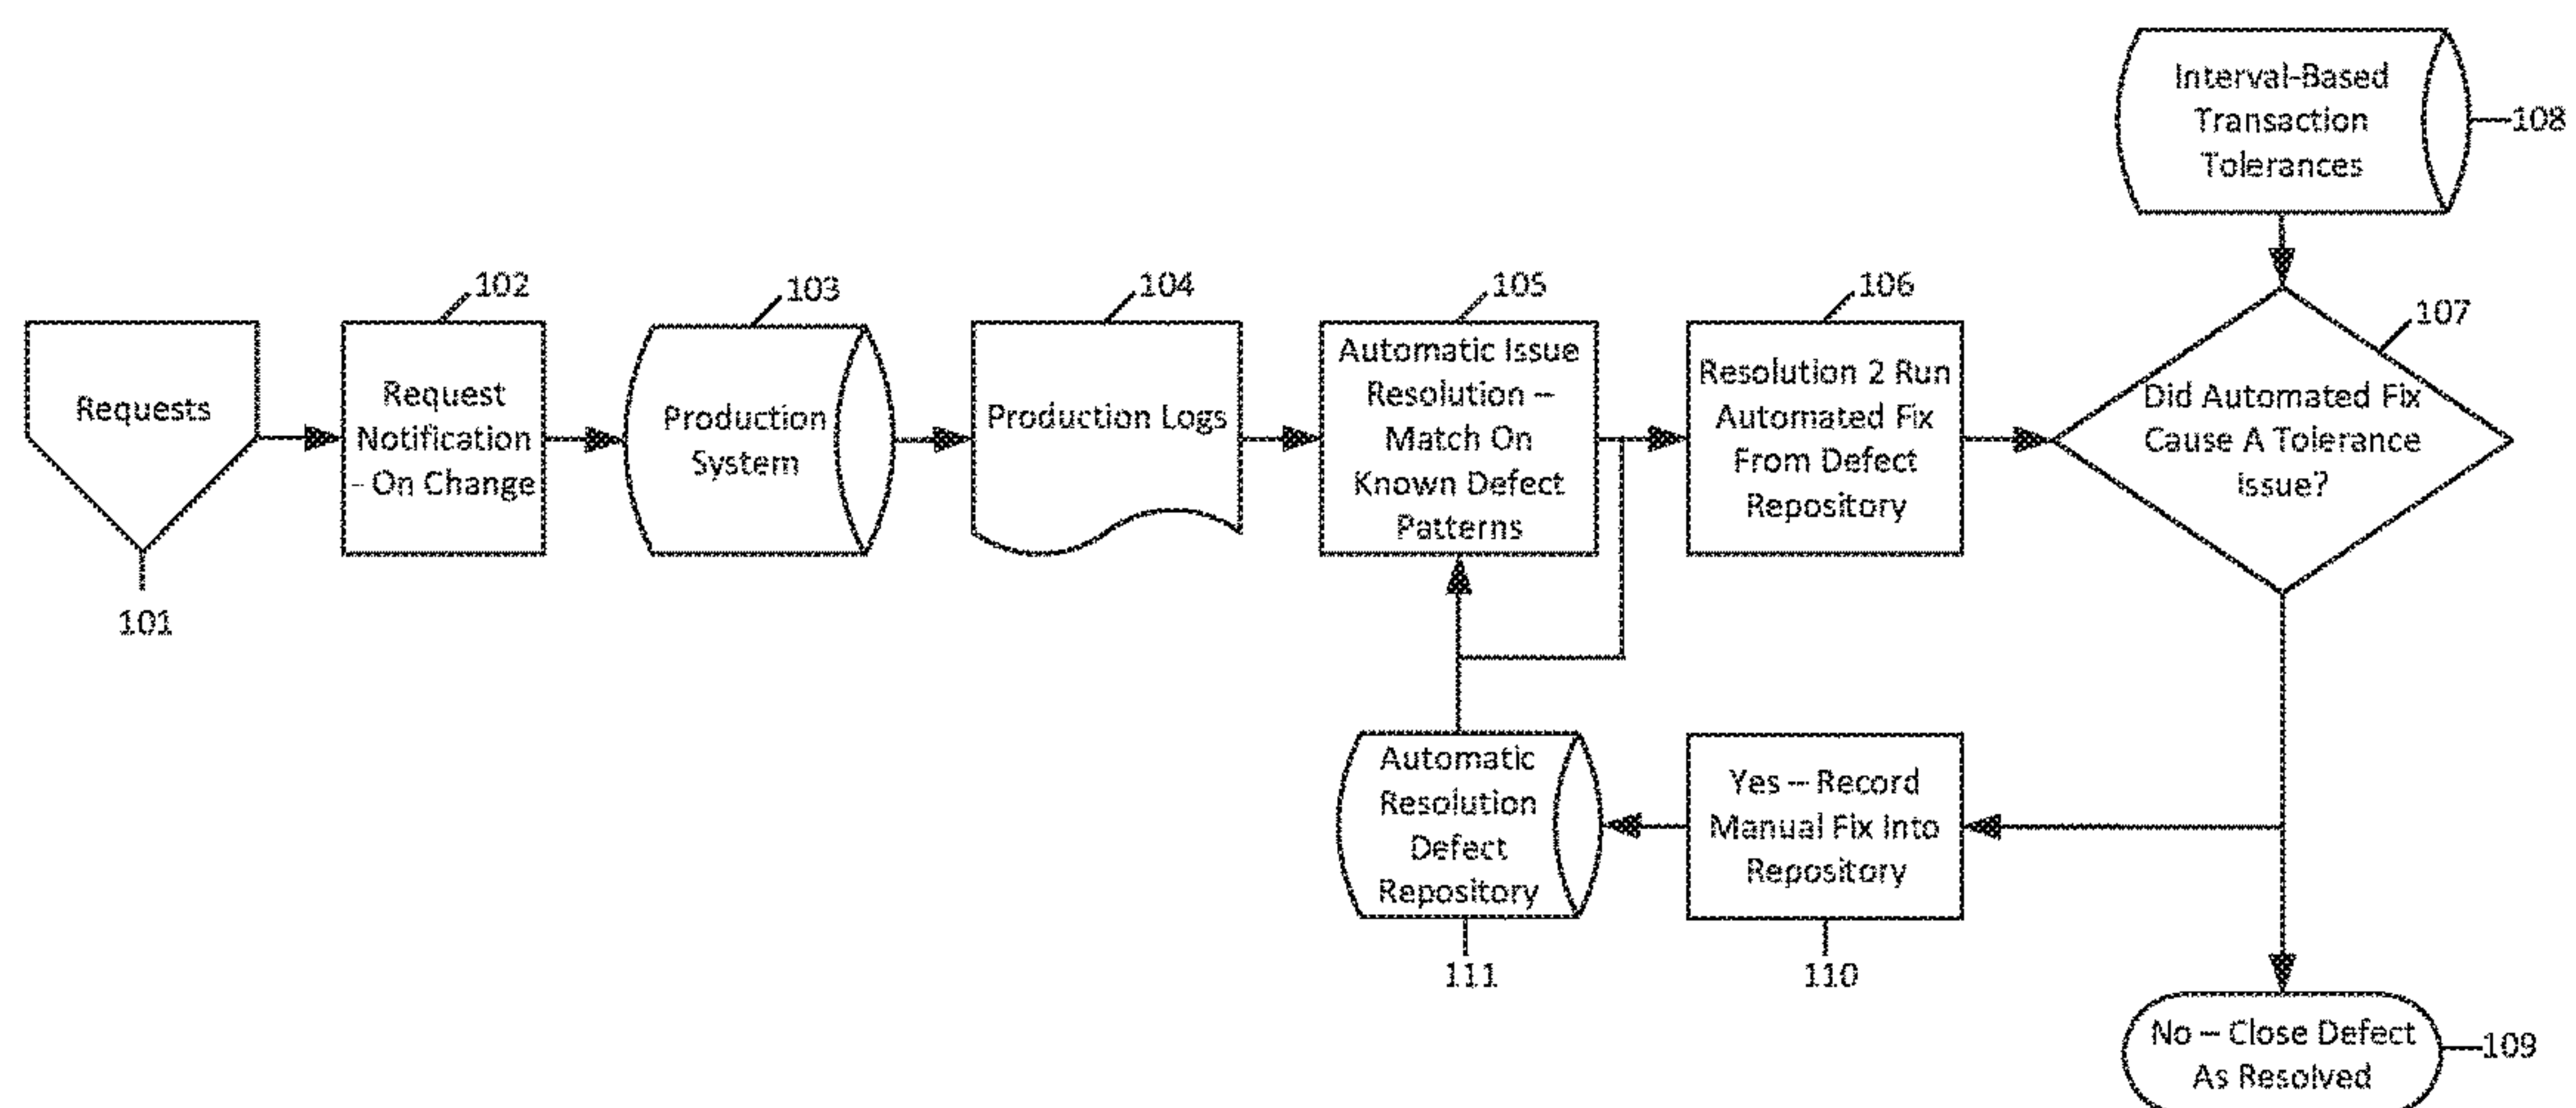 Interval-Based
Transaction
Tolerances
108
102
103
104
105
106
107
Requests
Request
Notification
- On Change
Production
System
Production Logs
Automatic Issue
Resolution –
Match On
Known Defect
Patterns
Resolution 2 Run
Automated Fix
From Defect
Repository
Did Automated Fix
Cause A Tolerance
Issue?
101
Automatic
Resolution
Defect
Repository
Yes – Record
Manual Fix Into
Repository
111
110
No – Close Defect
As Resolved
109